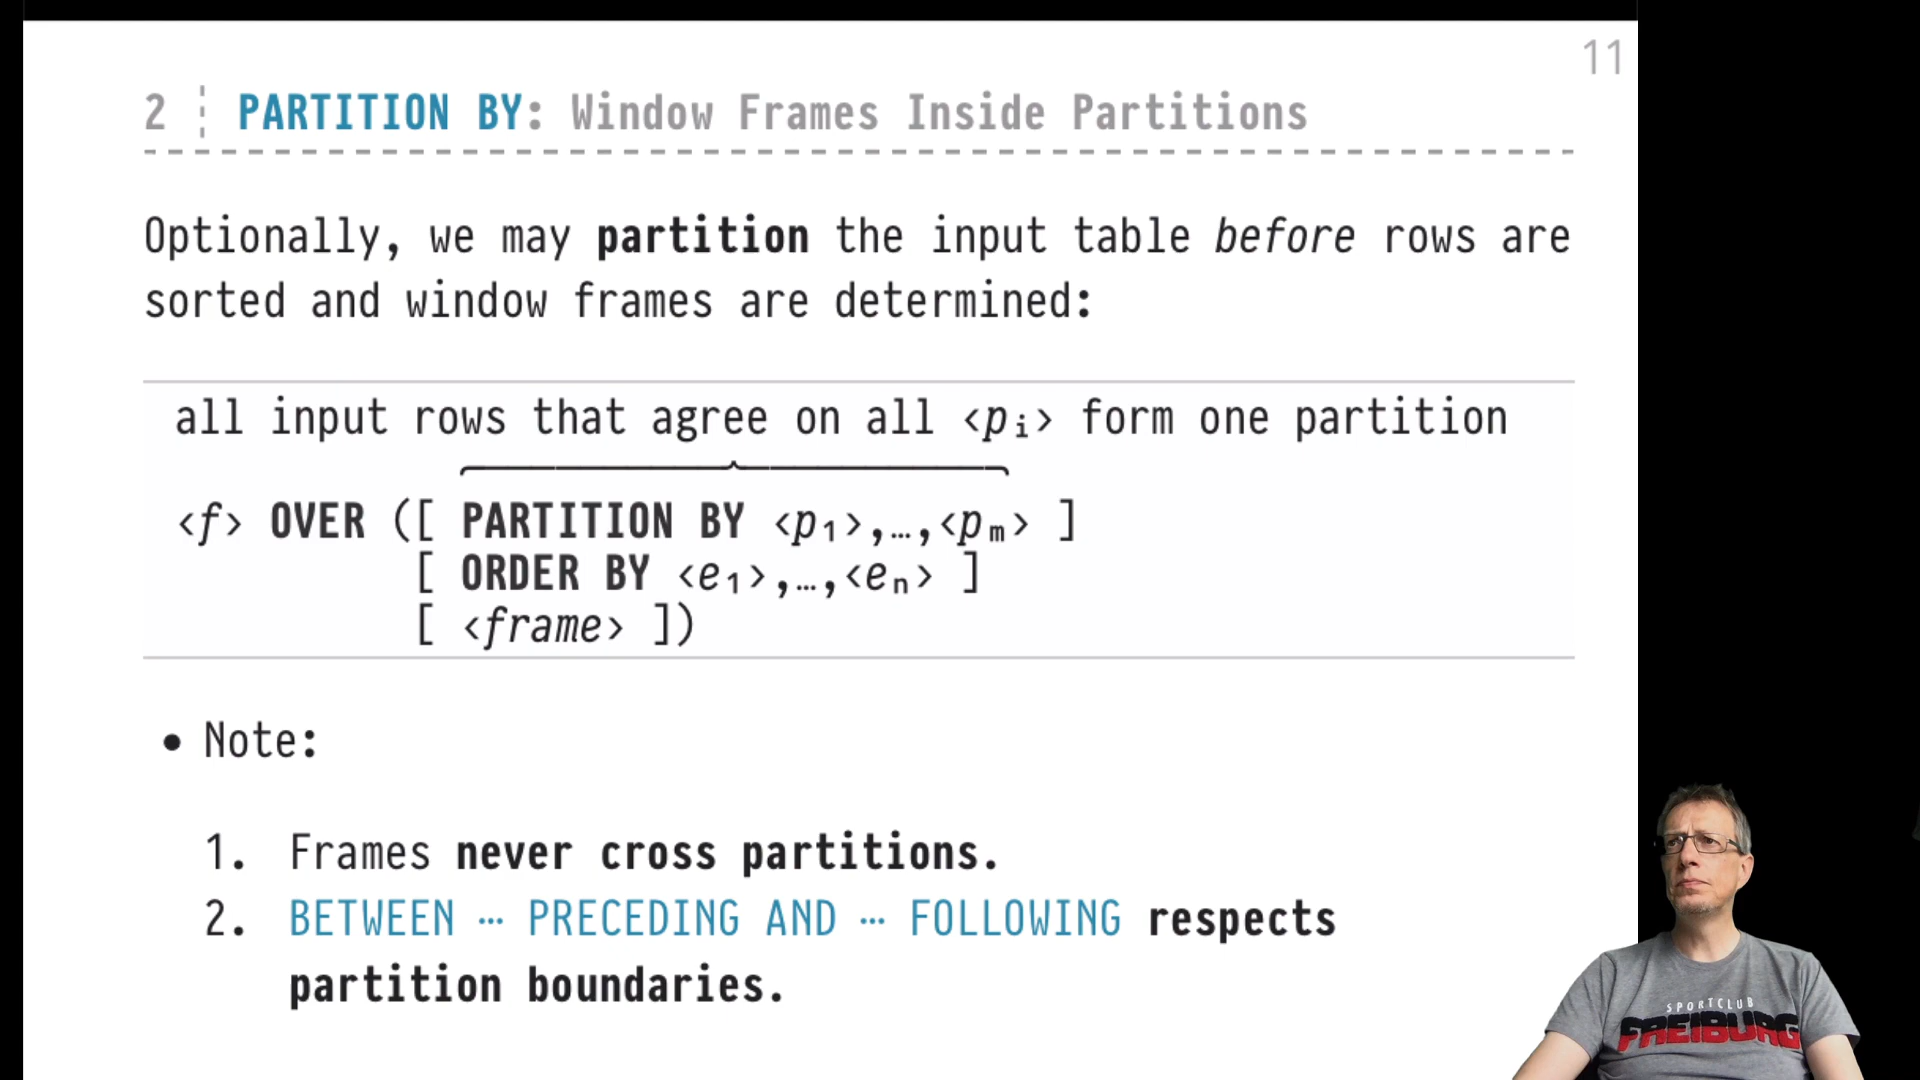 11
2 ┆ PARTITION BY: Window Frames Inside Partitions
Optionally, we may partition the input table before rows are
sorted and window frames are determined:
all input rows that agree on all <pᵢ> form one partition
<f> OVER ([ PARTITION BY <p₁>,…,<pₘ> ]
[ ORDER BY <e₁>,…,<eₙ> ]
[ <frame> ])
• Note:
1. Frames never cross partitions.
2. BETWEEN ⋯ PRECEDING AND ⋯ FOLLOWING respects
partition boundaries.
SPORTCLUB
FREIBURG